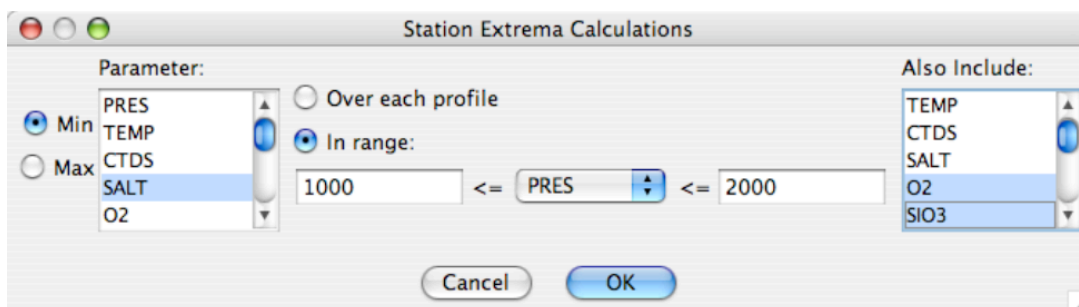 Station Extrema Calculations
Parameter:
Also Include:
Min
Max
PRES
TEMP
CTDS
SALT
O2
Over each profile
In range:
1000 <= PRES <= 2000
TEMP
CTDS
SALT
O2
SIO3
Cancel OK